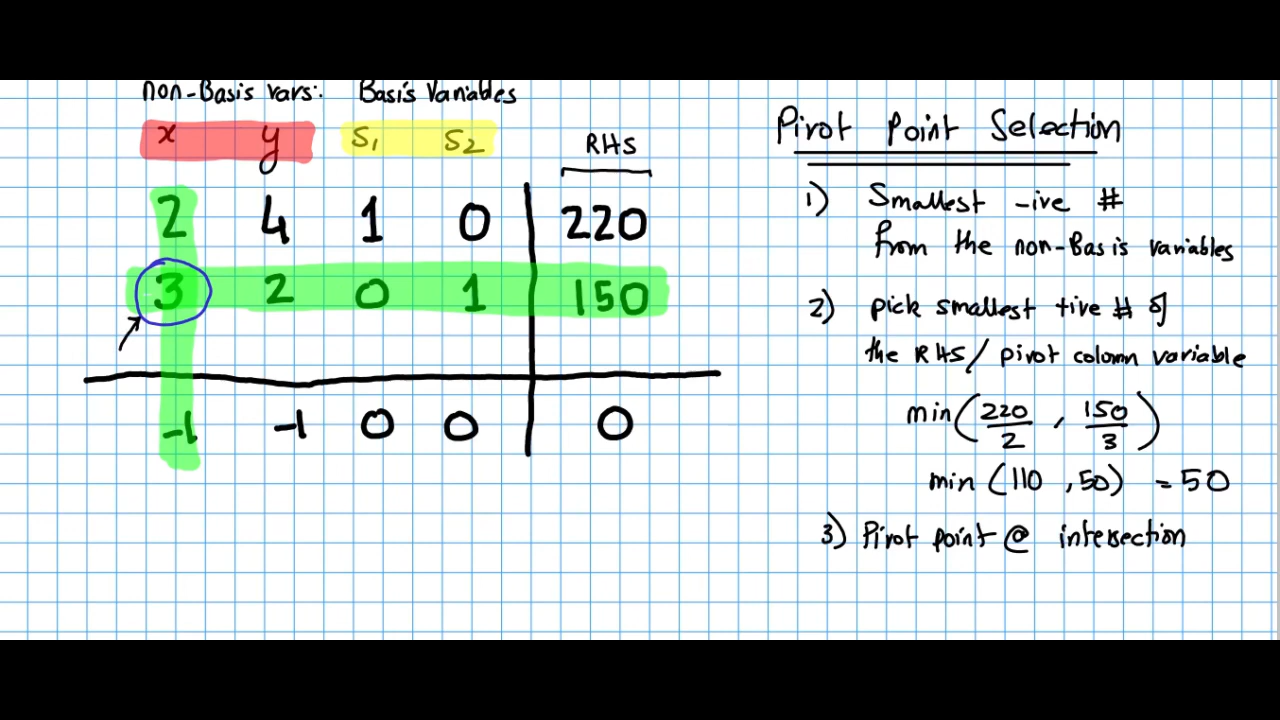 non-Basis vars: Basis Variables
x y S1 S2 RHS
2 4 1 0 220
3 2 0 1 150
-1 -1 0 0 0
Pivot Point Selection
1) Smallest -ive #
from the non-Basis variables
2) pick smallest +ive # of
the RHS/pivot column variable
min(220/2, 150/3)
min (110, 50) = 50
3) Pivot point @ intersection